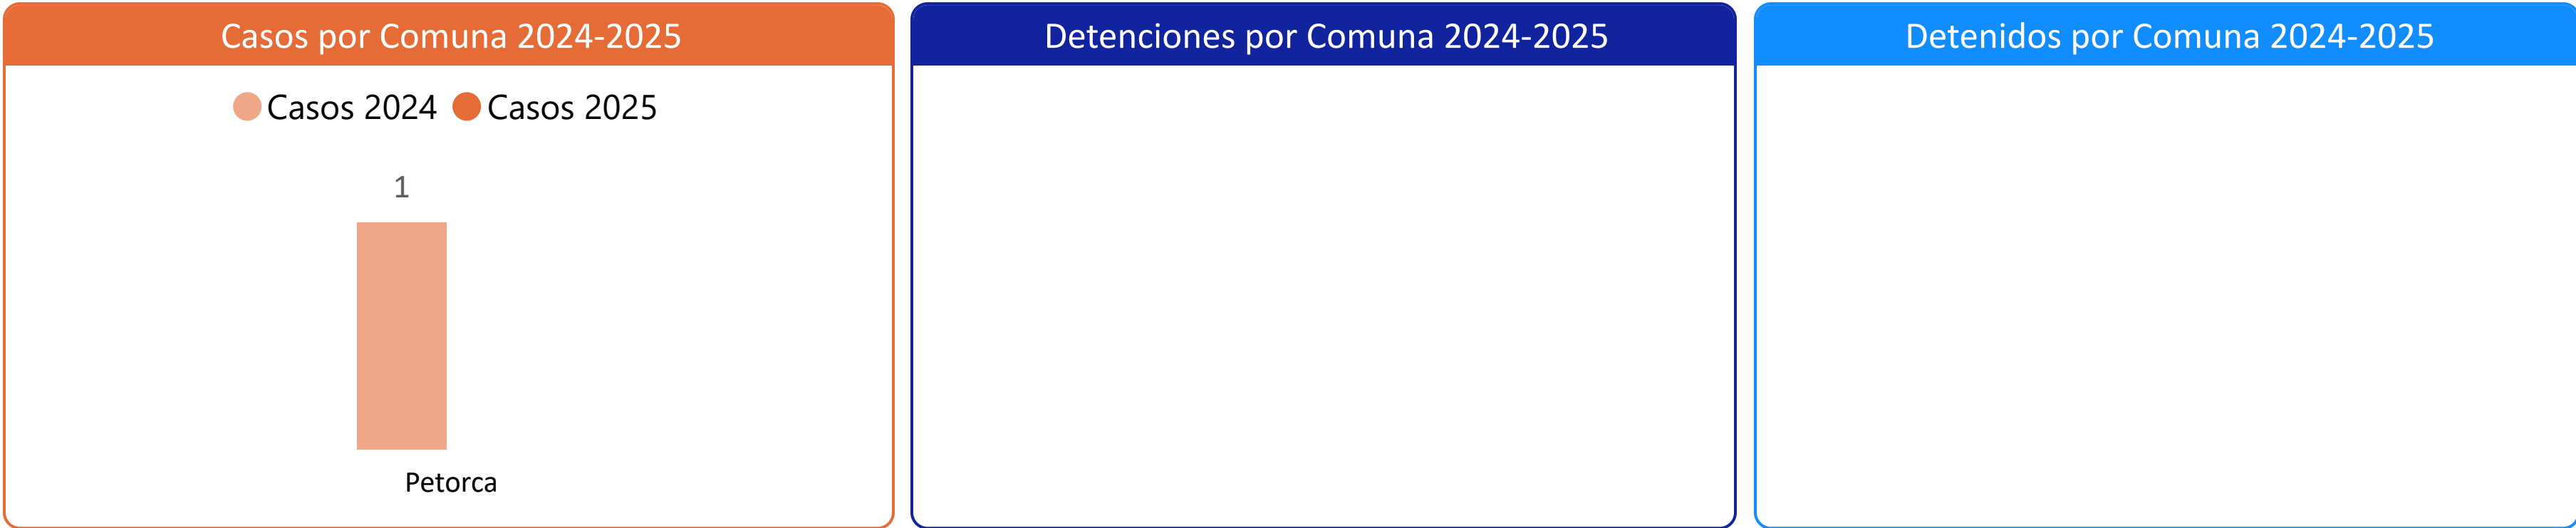 Casos por Comuna 2024-2025
Casos 2024 Casos 2025
1
Petorca
Detenciones por Comuna 2024-2025
Detenidos por Comuna 2024-2025